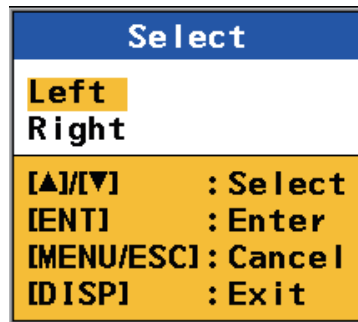 Select
Left
Right
[▲]/[▼] : Select
[ENT] : Enter
[MENU/ESC] : Cancel
[DISP] : Exit